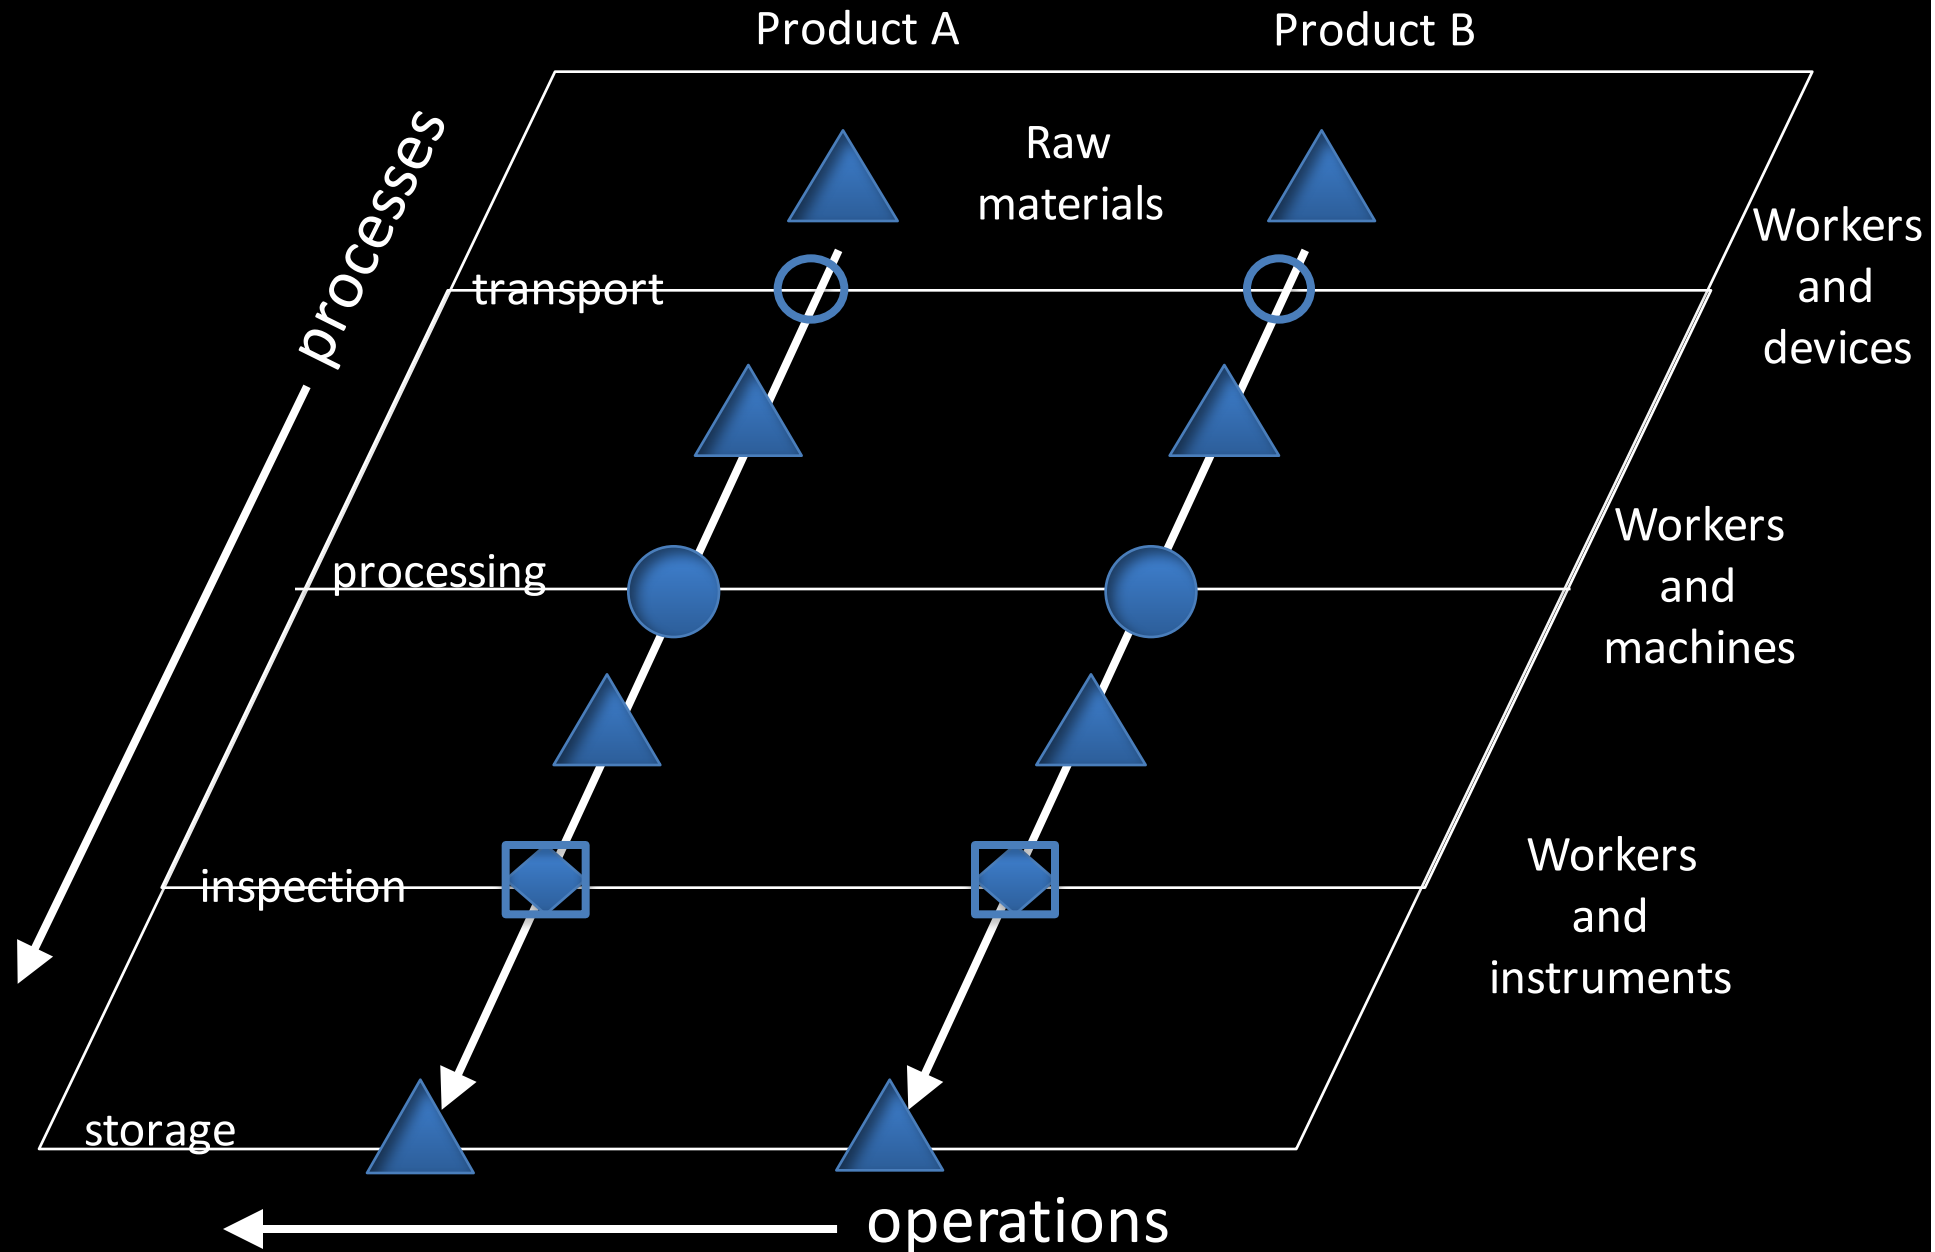 Product A
Product B
processes
Raw
materials
Workers
and
devices
transport
Workers
and
machines
processing
Workers
and
instruments
inspection
storage
operations